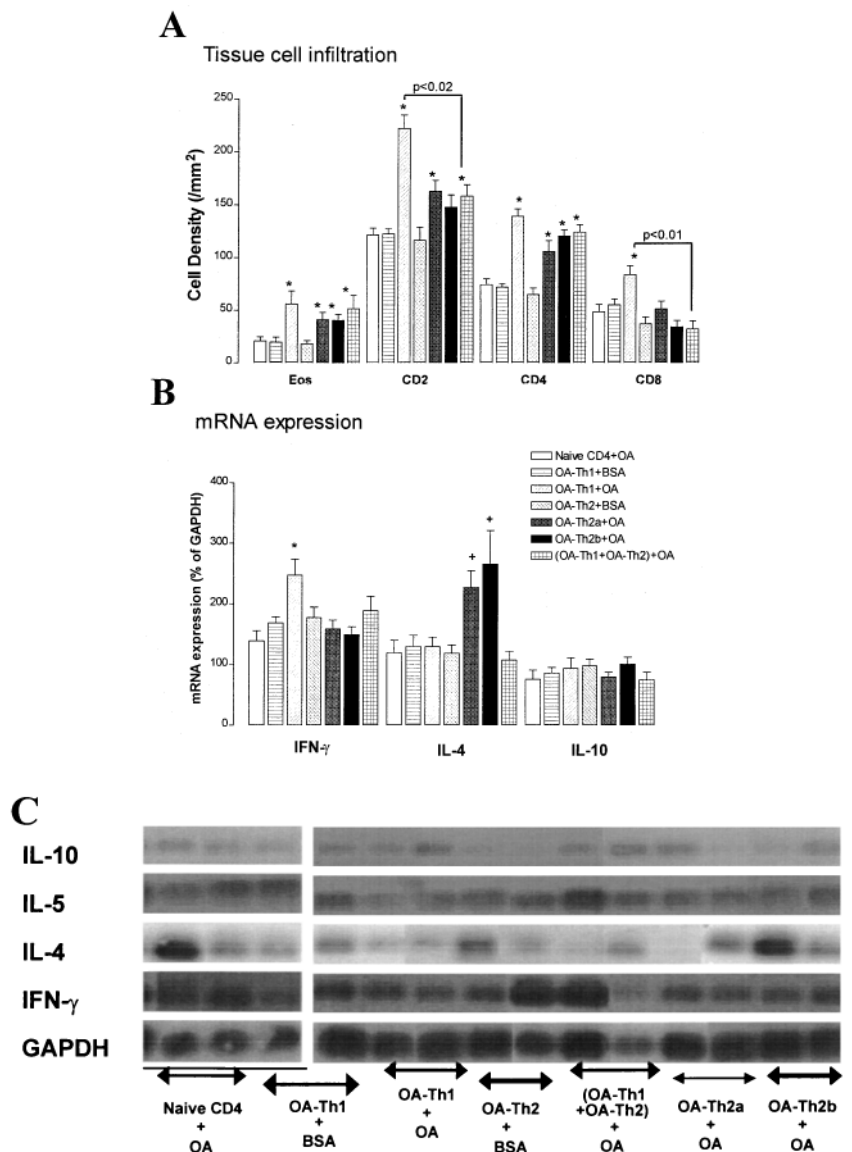 A
Tissue cell infiltration
p<0.02
p<0.01
* * * * * * * * * * * *
250
200
150
100
50
0
Cell Density (/mm²)
Eos CD2 CD4 CD8
B
mRNA expression
Naive CD4+OA
OA-Th1+BSA
OA-Th1+OA
OA-Th2+BSA
OA-Th2a+OA
OA-Th2b+OA
(OA-Th1+OA-Th2)+OA
400
300
200
100
0
mRNA expression (% of GAPDH)
* + +
IFN-γ IL-4 IL-10
C
IL-10
IL-5
IL-4
IFN-γ
GAPDH
Naive CD4
+
OA
OA-Th1
+
BSA
OA-Th1
+
OA
OA-Th2
+
BSA
(OA-Th1
+OA-Th2)
+
OA
OA-Th2a
+
OA
OA-Th2b
+
OA